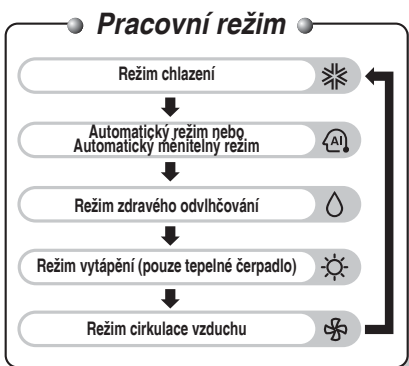 Pracovní režim
Režim chlazení
Automatický režim nebo
Automatický měnitelný režim
AI
Režim zdravého odvlhčování
Režim vytápění (pouze tepelné čerpadlo)
Režim cirkulace vzduchu